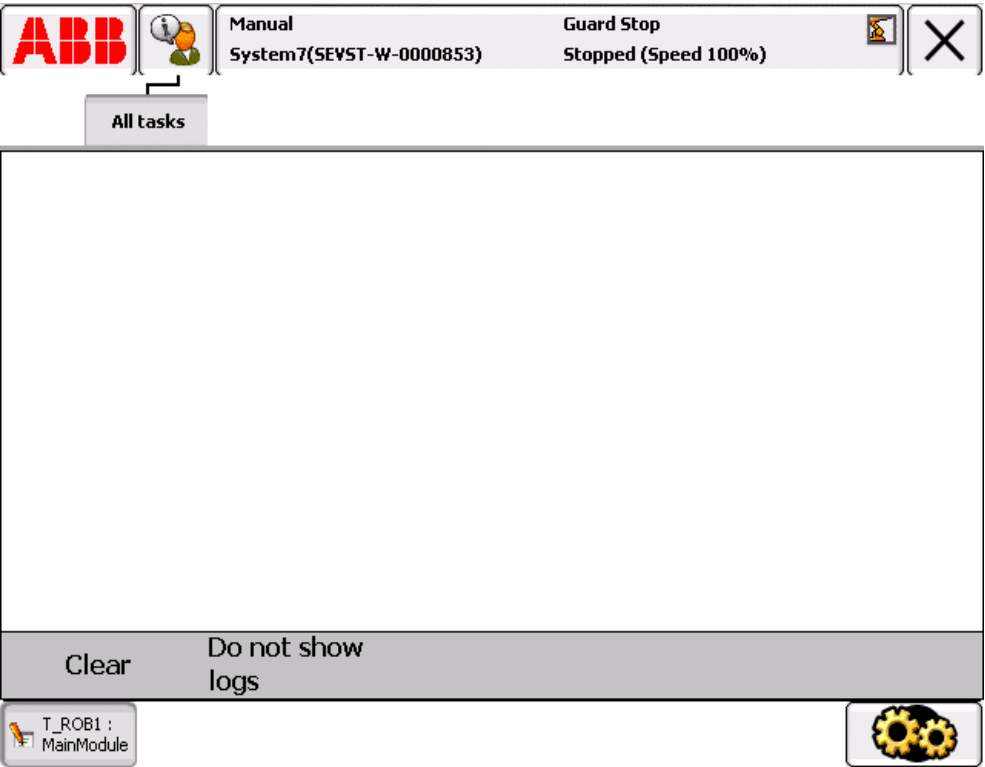 ABB
Manual
Guard Stop
System7(SEVST-W-0000853)
Stopped (Speed 100%)
All tasks
Clear
Do not show
logs
T_ROB1 :
MainModule